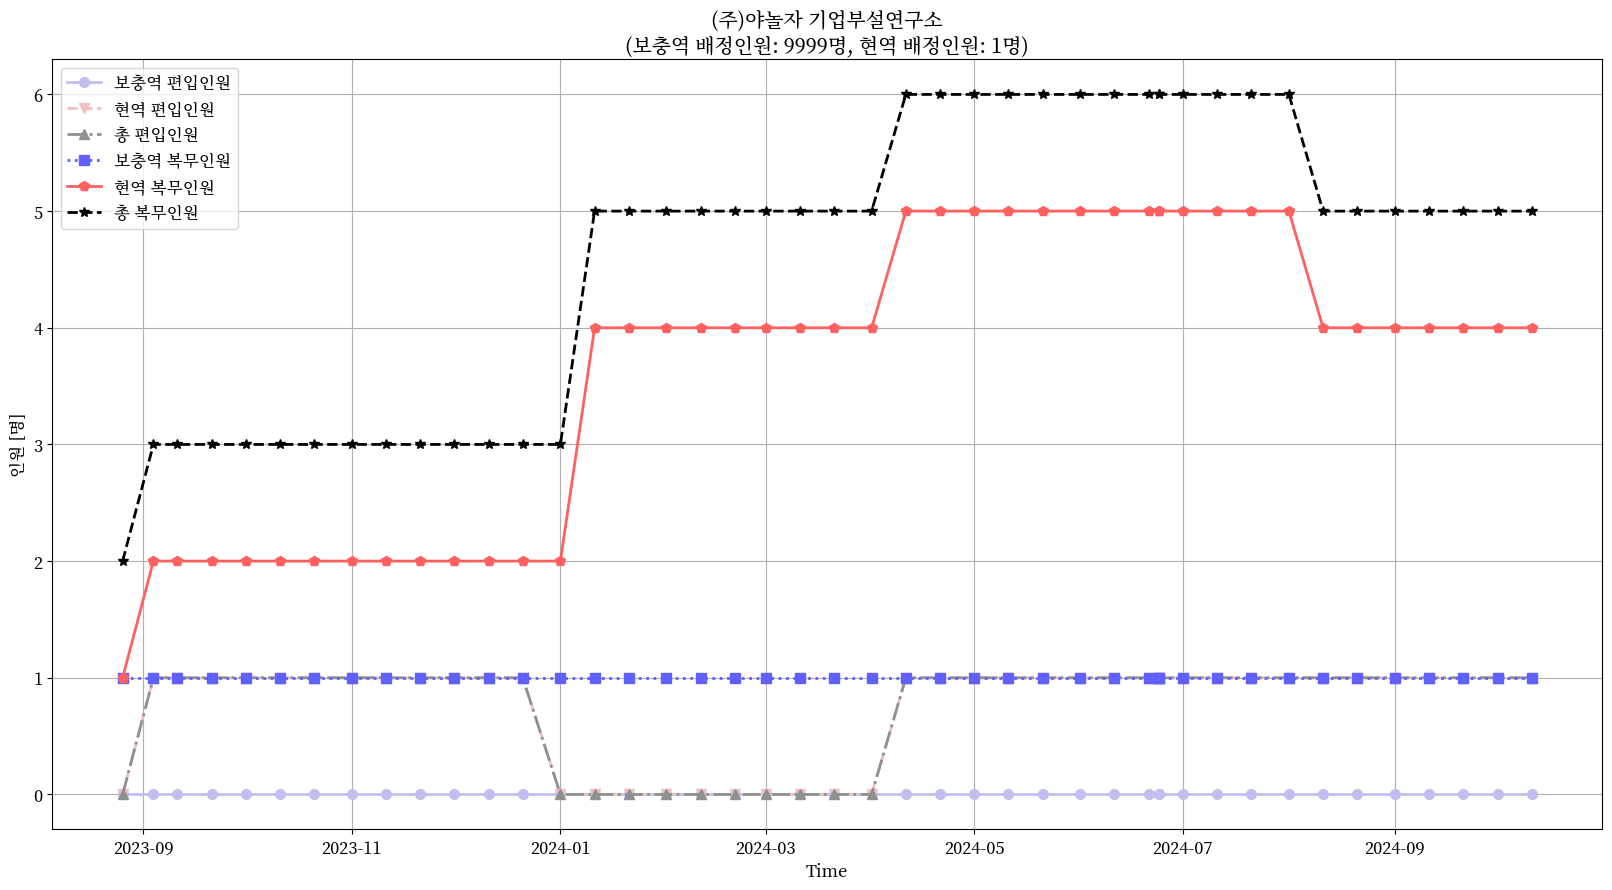 (주)야놀자 기업부설연구소
(보충역 배정인원: 9999명, 현역 배정인원: 1명)
보충역 편입인원
현역 편입인원
총 편입인원
보충역 복무인원
현역 복무인원
총 복무인원
인원 [명]
6
5
4
3
2
1
0
2023-09
2023-11
2024-01
2024-03
2024-05
2024-07
2024-09
Time